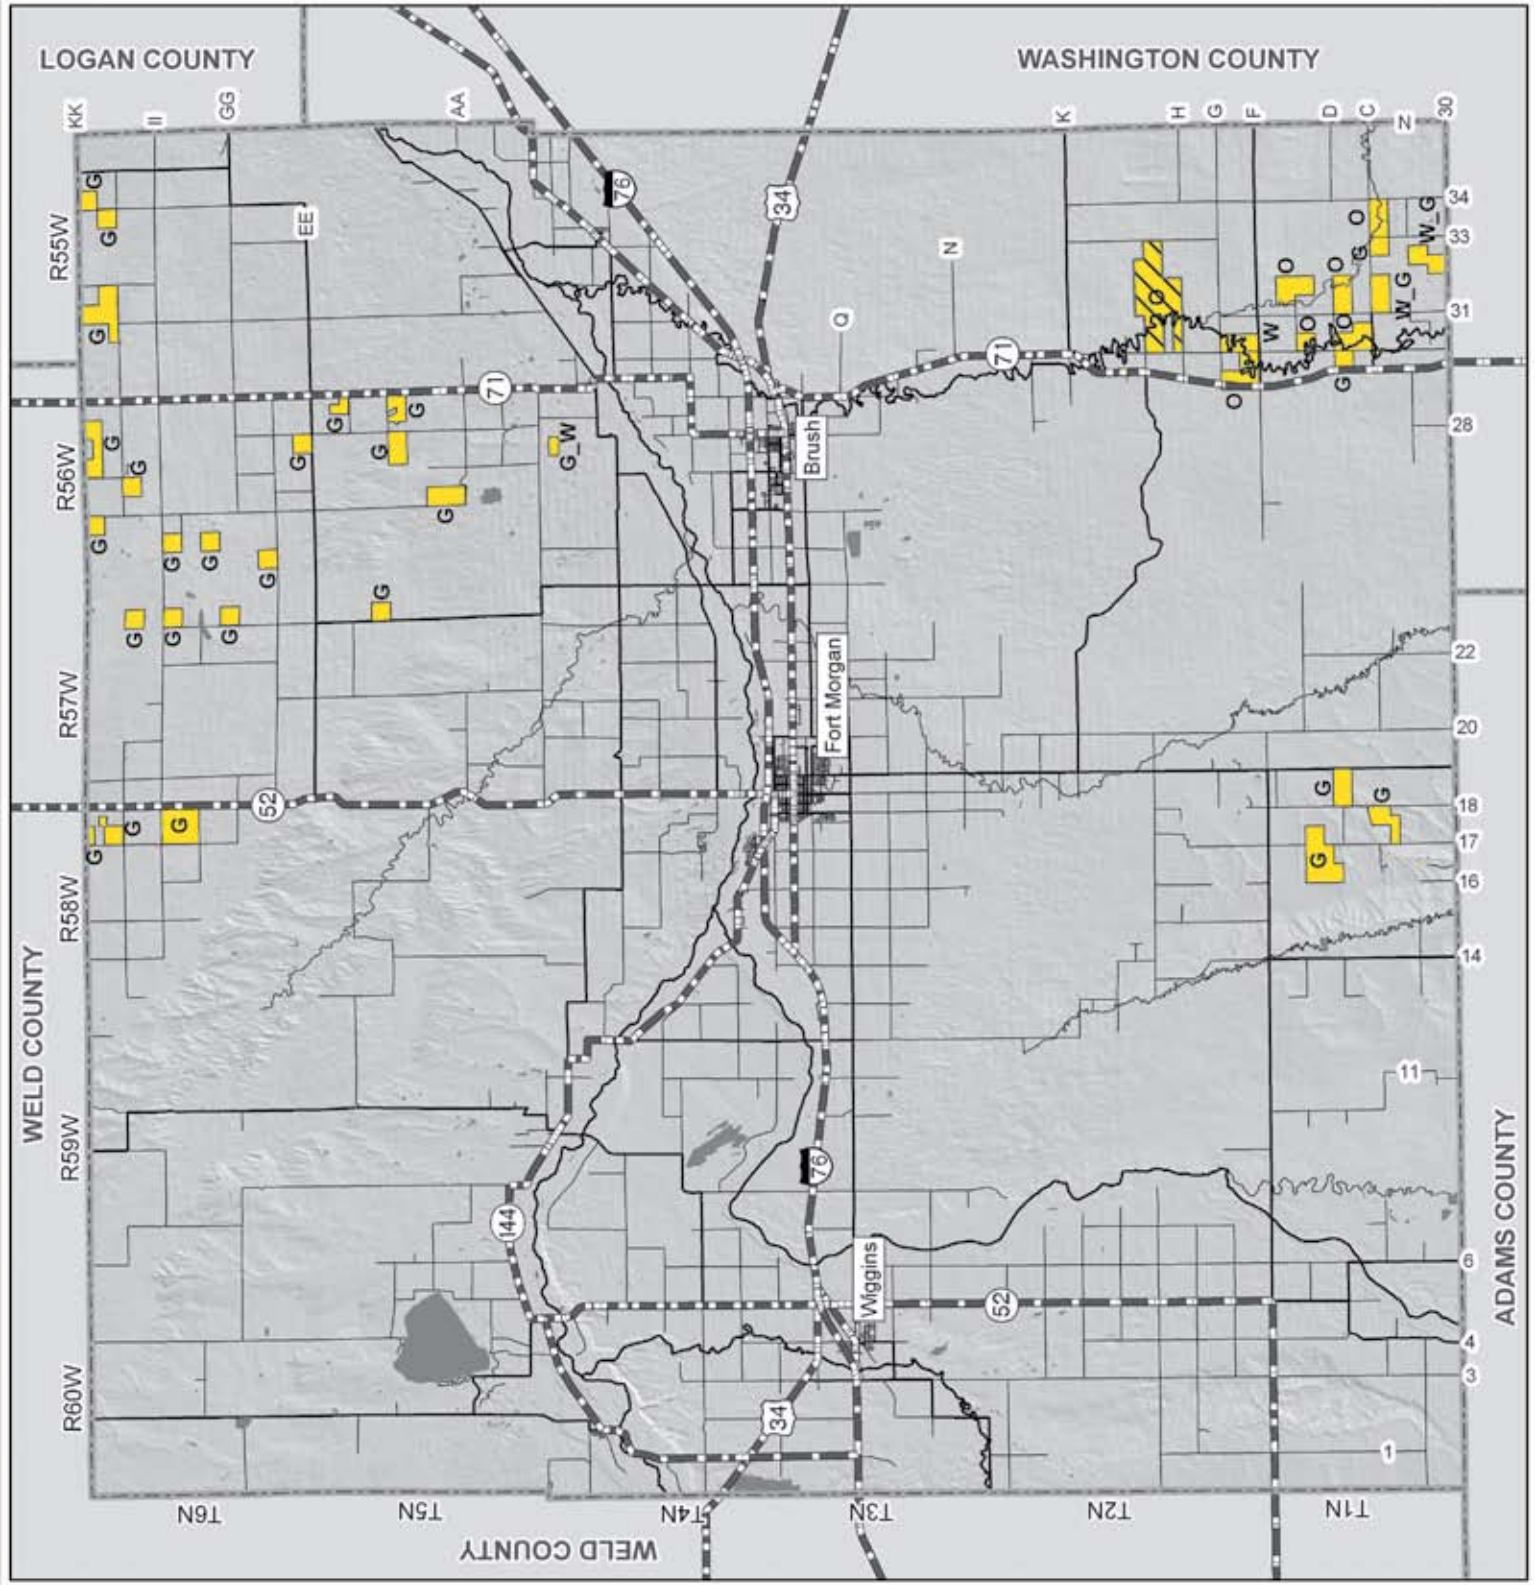 LOGAN COUNTY
WASHINGTON COUNTY
KK
II
GG
AA
K
H
G
F
D
C
Z
30
R55W
G
G
EE
76
34
34
33
O
O
W_G
G
N
O
O
O
G
Q
31
W_G
O
O
W
71
71
G
O
G
G
28
R56W
G
G
G
G_W
Brush
G
G
G
G
G
G
G
G
G
G
G
22
R57W
Fort Morgan
20
52
G
G
18
G
G
G
17
G
16
R58W
14
WELD COUNTY
11
R59W
76
144
ADAMS COUNTY
6
Wiggins
52
4
3
R60W
34
1
T6N
T5N
T4N
T3N
T2N
T1N
WELD COUNTY